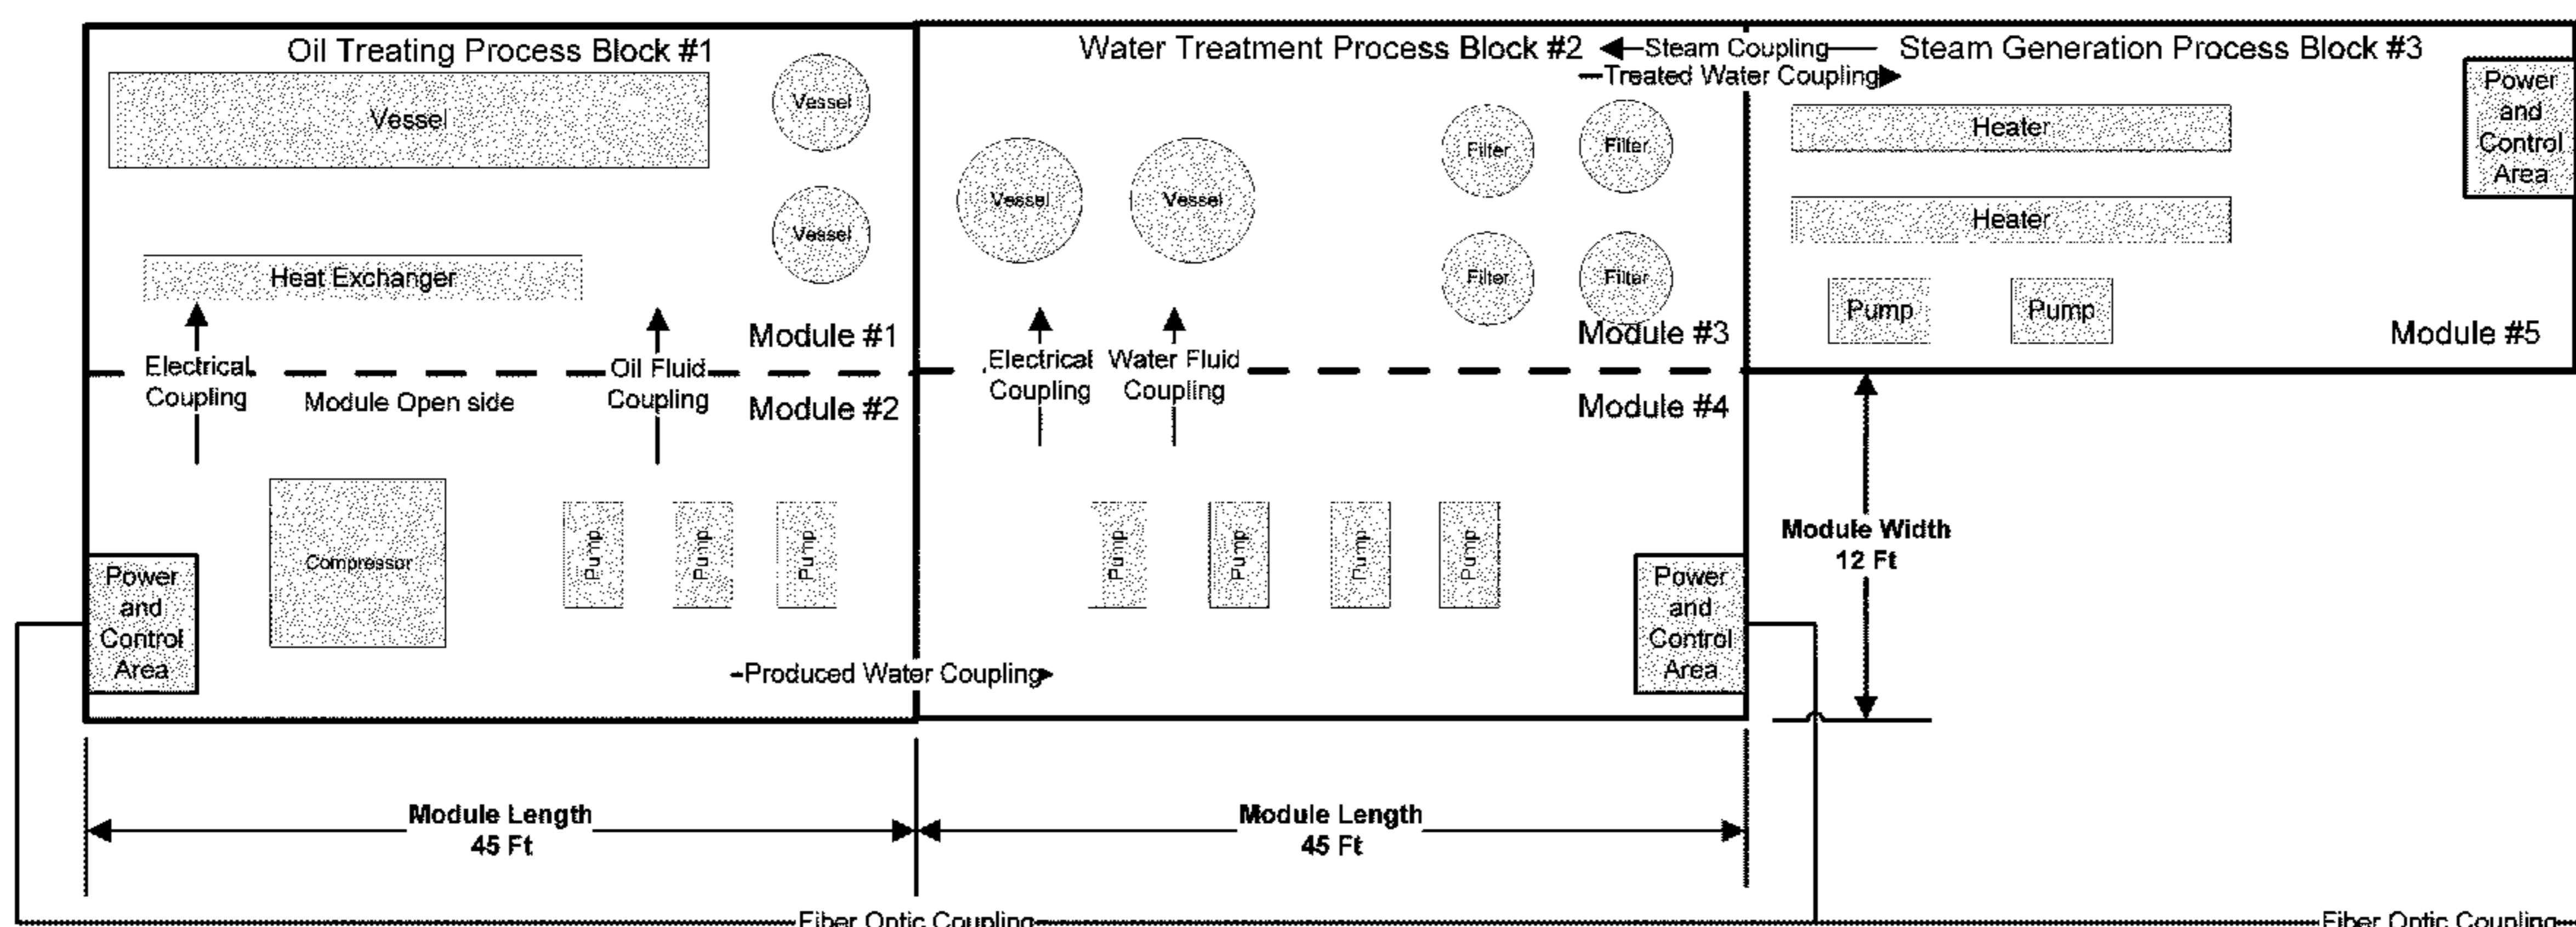 Oil Treating Process Block #1
Vessel
Vessel
Vessel
Heat Exchanger
Module #1
Electrical
Coupling
Module Open side
Oil Fluid
Coupling
Module #2
Compressor
Pump
Pump
Pump
Power
and
Control
Area
Produced Water Coupling
Water Treatment Process Block #2
Steam Coupling
Treated Water Coupling
Vessel
Vessel
Filter
Filter
Filter
Filter
Module #3
Electrical
Coupling
Water Fluid
Coupling
Module #4
Pump
Pump
Pump
Pump
Power
and
Control
Area
Steam Generation Process Block #3
Heater
Heater
Pump
Pump
Power
and
Control
Area
Module #5
Module Width
12 Ft
Module Length
45 Ft
Module Length
45 Ft
Fiber Optic Coupling
Fiber Optic Coupling